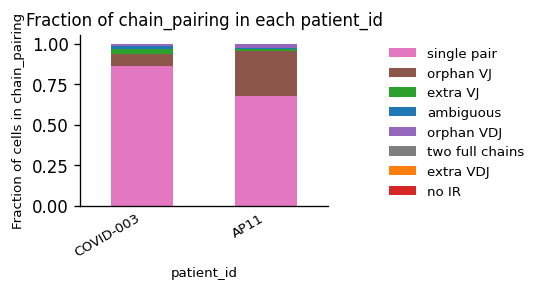 Fraction of chain_pairing in each patient_id
Fraction of cells in chain_pairing
1.00
0.75
0.50
0.25
0.00
COVID-003
AP11
patient_id
single pair
orphan VJ
extra VJ
ambiguous
orphan VDJ
two full chains
extra VDJ
no IR